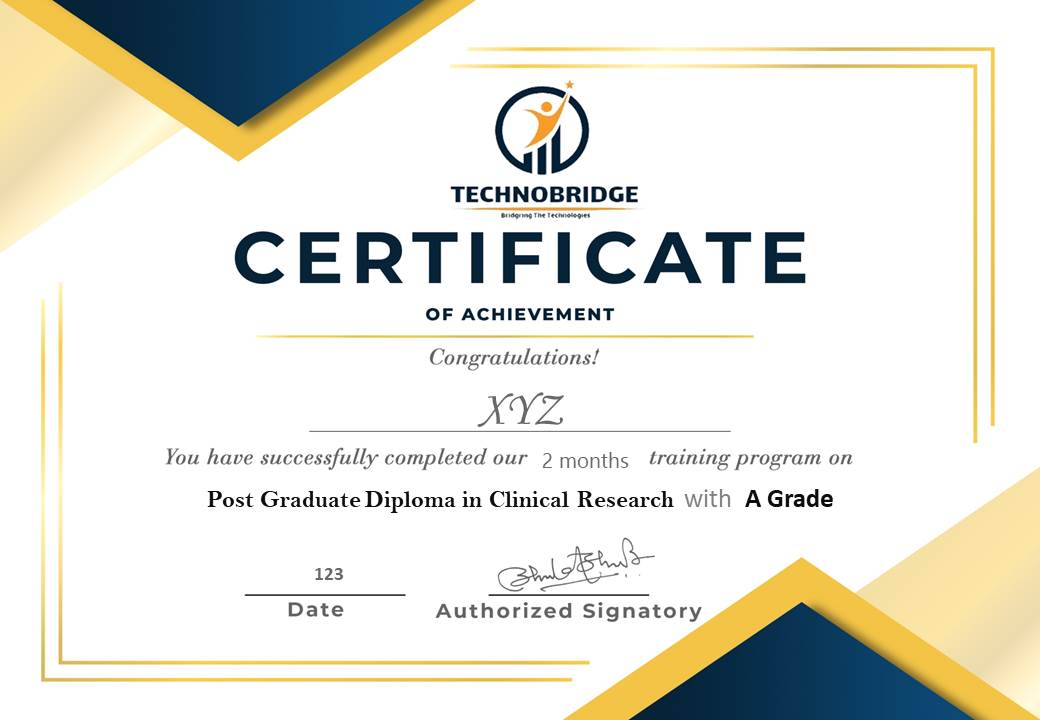 TECHNOBRIDGE
Bridgring The Technologies
CERTIFICATE
OF ACHIEVEMENT
Congratulations!
XYZ
You have successfully completed our 2 months training program on
Post Graduate Diploma in Clinical Research with A Grade
123
Date
Authorized Signatory